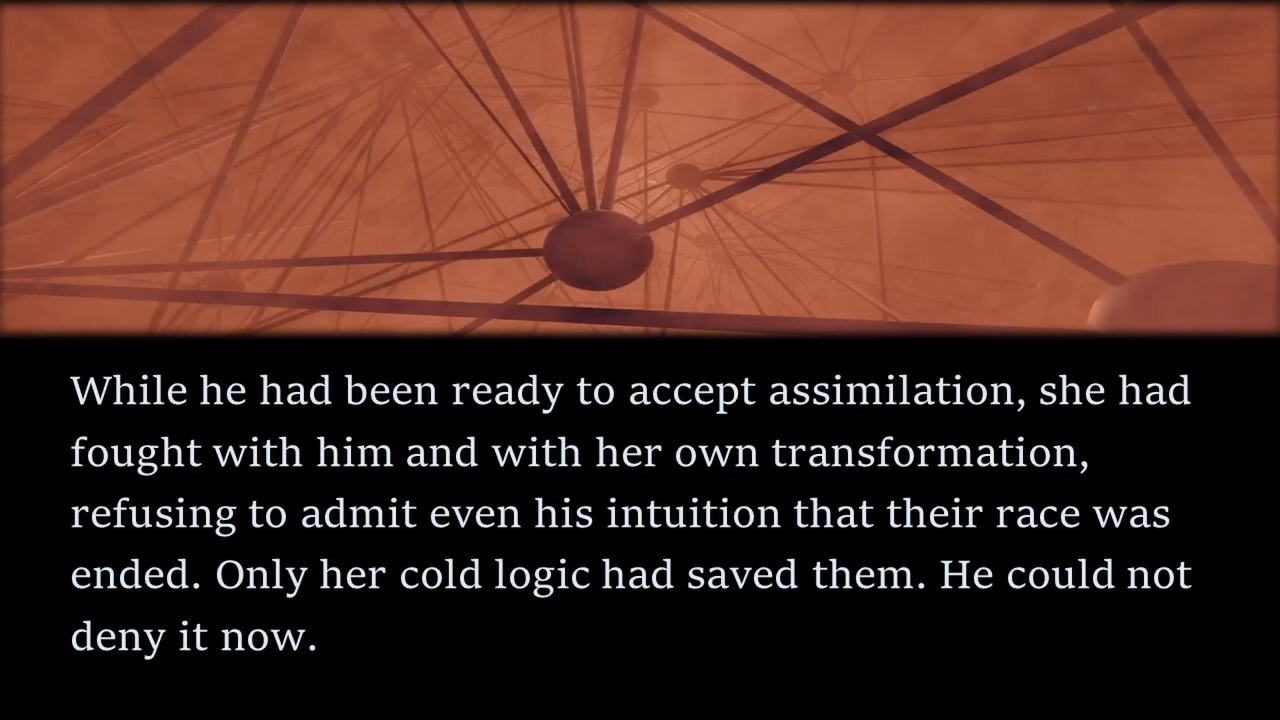 While he had been ready to accept assimilation, she had
fought with him and with her own transformation,
refusing to admit even his intuition that their race was
ended. Only her cold logic had saved them. He could not
deny it now.